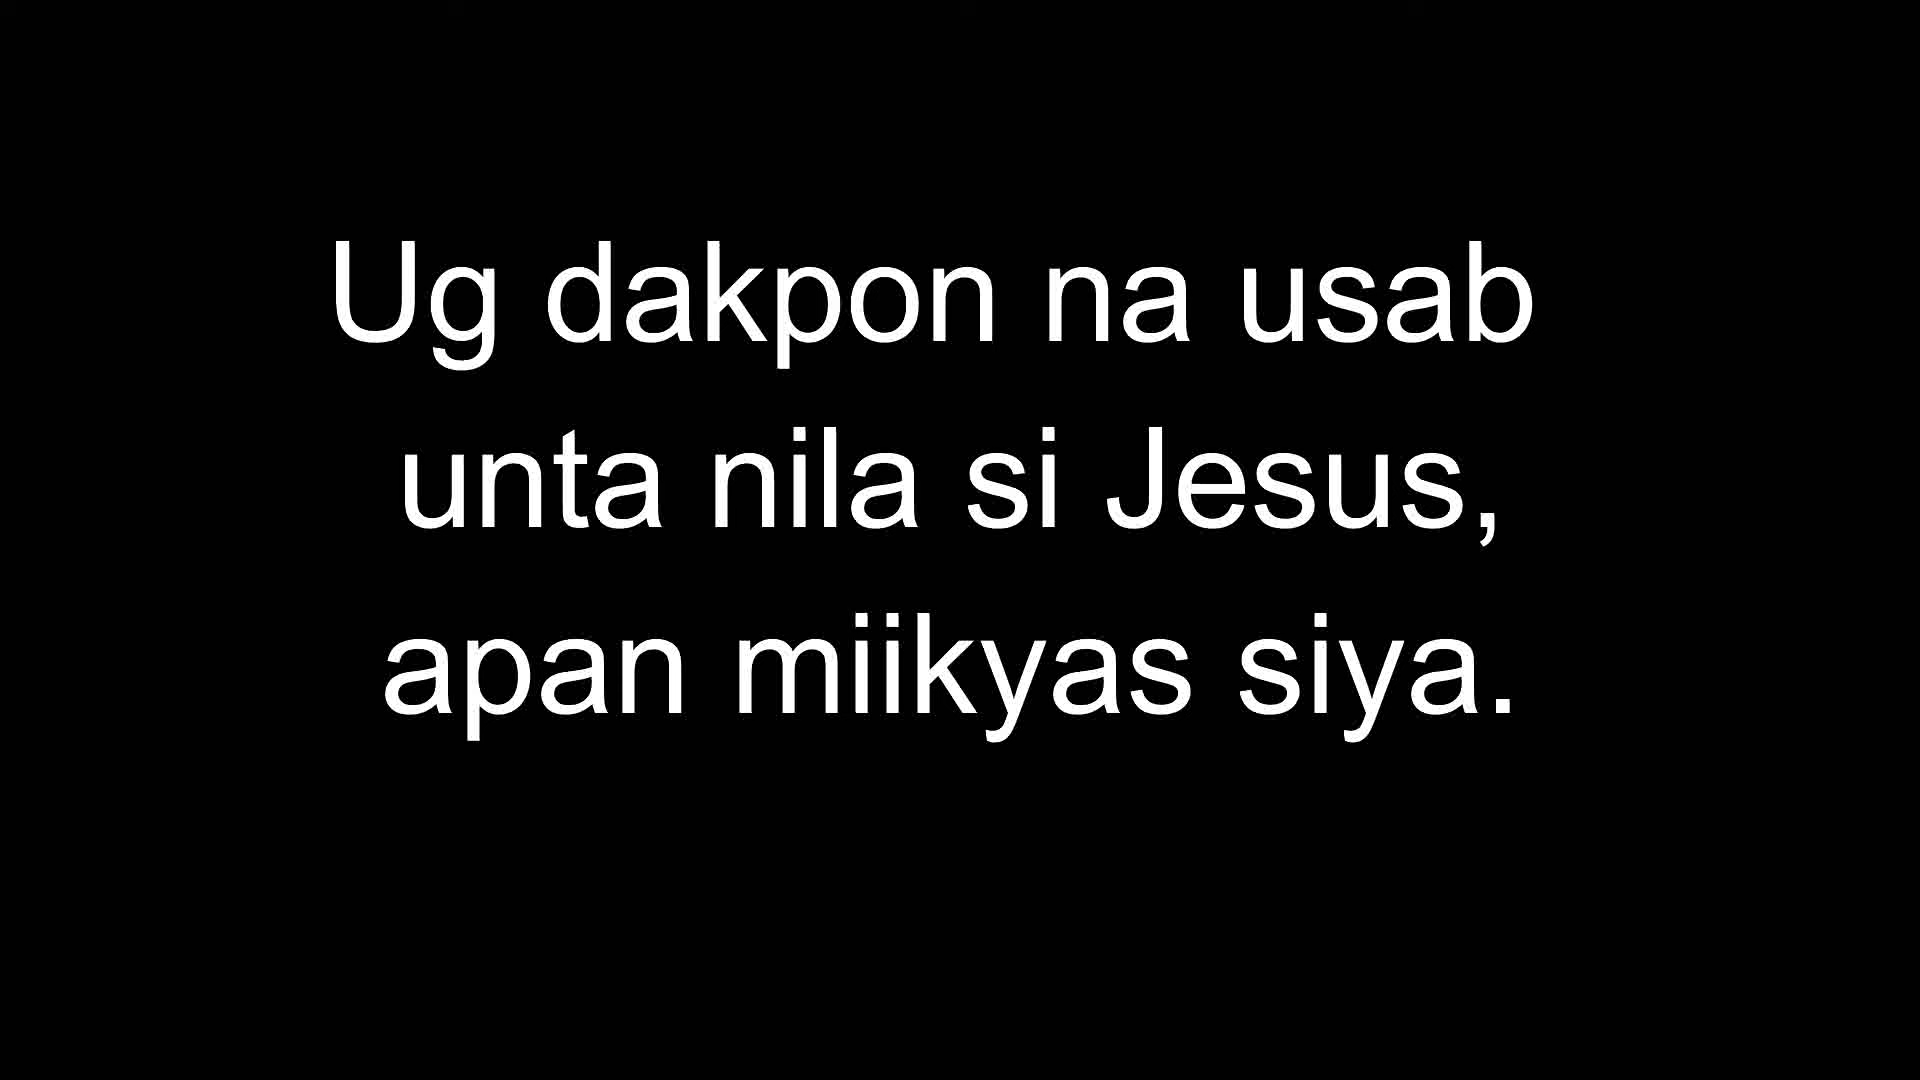 Ug dakpon na usab
unta nila si Jesus,
apan miikyas siya.